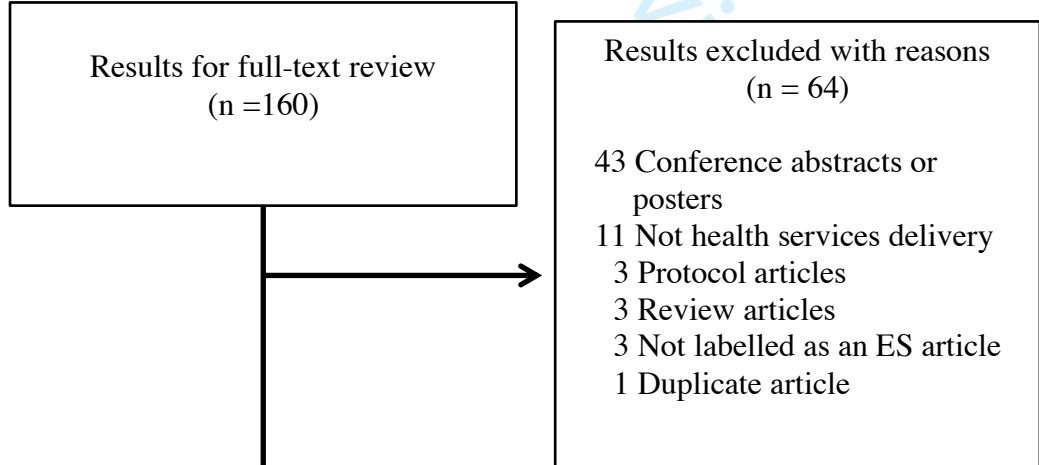 Results for full-text review
(n =160)
Results excluded with reasons
(n = 64)
43 Conference abstracts or
posters
11 Not health services delivery
3 Protocol articles
3 Review articles
3 Not labelled as an ES article
1 Duplicate article